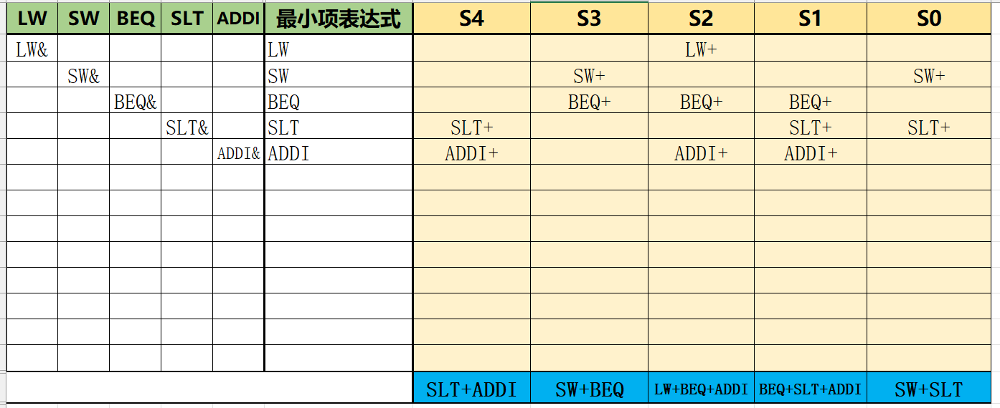 LW SW BEQ SLT ADDI 最小项表达式 S4 S3 S2 S1 S0
LW& LW LW+
SW& SW SW+ SW+
BEQ& BEQ BEQ+ BEQ+ BEQ+
SLT& SLT SLT+ SLT+ SLT+
ADDI& ADDI ADDI+ ADDI+ ADDI+
SLT+ADDI SW+BEQ LW+BEQ+ADDI BEQ+SLT+ADDI SW+SLT